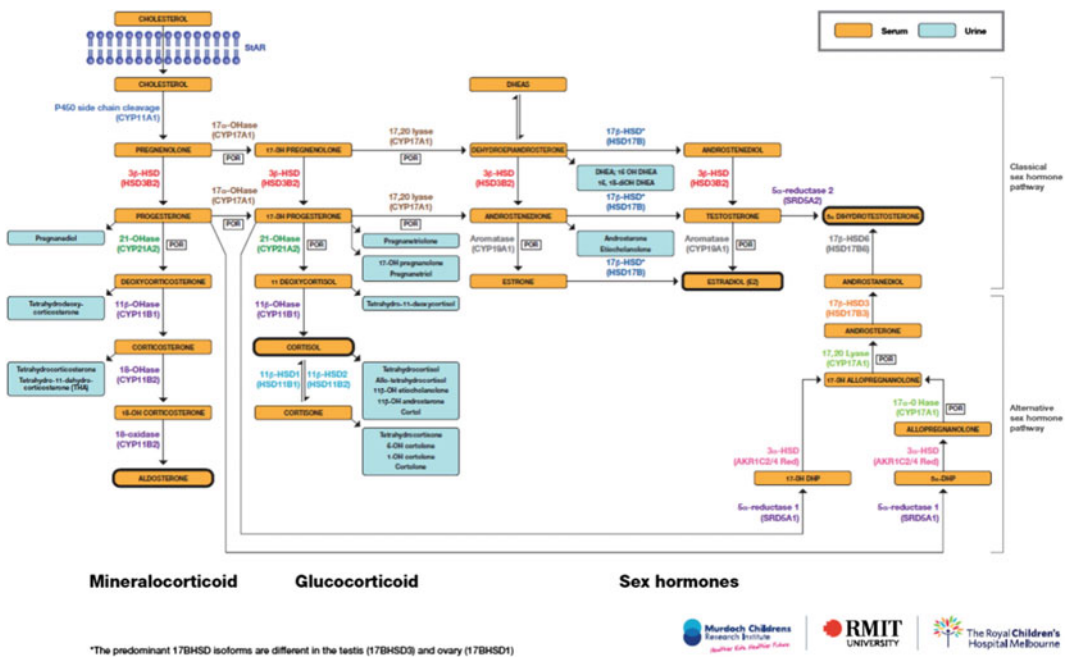 CHOLESTEROL
Serum
Urine
StAR
CHOLESTEROL
DHEAS
P450 side chain cleavage
(CYP11A1)
17α-OHase
(CYP17A1)
17,20 lyase
(CYP17A1)
17β-HSD*
(HSD17B)
PREGNENOLONE
POR
17-OH PREGNENOLONE
POR
DEHYDROEPIANDROSTERONE
ANDROSTENEDIOL
3β-HSD
(HSD3B2)
17α-OHase
(CYP17A1)
3β-HSD
(HSD3B2)
17,20 lyase
(CYP17A1)
3β-HSD
(HSD3B2)
DHEA; 16 OH DHEA
16, 18-diOH DHEA
17β-HSD*
(HSD17B)
3β-HSD
(HSD3B2)
5α-reductase 2
(SRD5A2)
Classical
sex hormone
pathway
PROGESTERONE
POR
17-OH PROGESTERONE
POR
ANDROSTENEDIONE
TESTOSTERONE
5α DIHYDROTESTOSTERONE
Pregnanediol
21-OHase
(CYP21A2)
POR
21-OHase
(CYP21A2)
POR
Pregnanetriolone
17-OH pregnanolone
Pregnanetriol
Aromatase
(CYP19A1)
POR
Androsterone
Etiocholanolone
17β-HSD*
(HSD17B)
Aromatase
(CYP19A1)
POR
17β-HSD6
(HSD17B6)
DEOXYCORTICOSTERONE
11 DEOXYCORTISOL
ESTRONE
ESTRADIOL (E2)
ANDROSTANEDIOL
Tetrahydrodeoxy-
corticosterone
11β-OHase
(CYP11B1)
11β-OHase
(CYP11B1)
Tetrahydro-11-deoxycortisol
17β-HSD3
(HSD17B3)
ANDROSTERONE
CORTICOSTERONE
CORTISOL
17,20 Lyase
(CYP17A1)
POR
Tetrahydrocorticosterone
Tetrahydro-11-dehydro-
corticosterone (THA)
18-OHase
(CYP11B2)
11β-HSD1
(HSD11B1)
11β-HSD2
(HSD11B2)
Tetrahydrocortisol
Allo-tetrahydrocortisol
11β-OH etiocholanolone
11β-OH androsterone
Cortol
17-OH ALLOPREGNANOLONE
17α-0 Hase
(CYP17A1)
POR
Alternative
sex hormone
pathway
18-OH CORTICOSTERONE
CORTISONE
ALLOPREGNANOLONE
18-oxidase
(CYP11B2)
Tetrahydrocortisone
6-OH cortolone
1-OH cortolone
Cortolone
3α-HSD
(AKR1C2/4 Red)
3α-HSD
(AKR1C2/4 Red)
ALDOSTERONE
17-OH DHP
5α-DHP
5α-reductase 1
(SRD5A1)
5α-reductase 1
(SRD5A1)
Mineralocorticoid
Glucocorticoid
Sex hormones
Murdoch Childrens
Research Institute
Healthier Kids. Healthier Future.
RMIT
UNIVERSITY
The Royal Children's
Hospital Melbourne
*The predominant 17BHSD isoforms are different in the testis (17BHSD3) and ovary (17BHSD1)